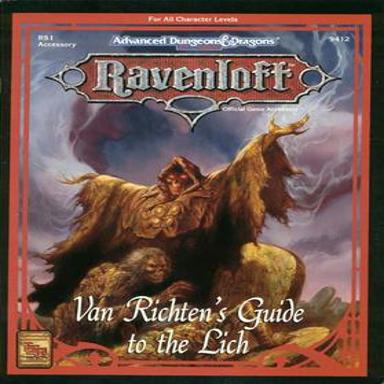 For All Character Levels
RS1
Accessory
Advanced Dungeons & Dragons®
9412
Ravenloft™
Official Game Accessory
Van Richten's Guide
to the Lich